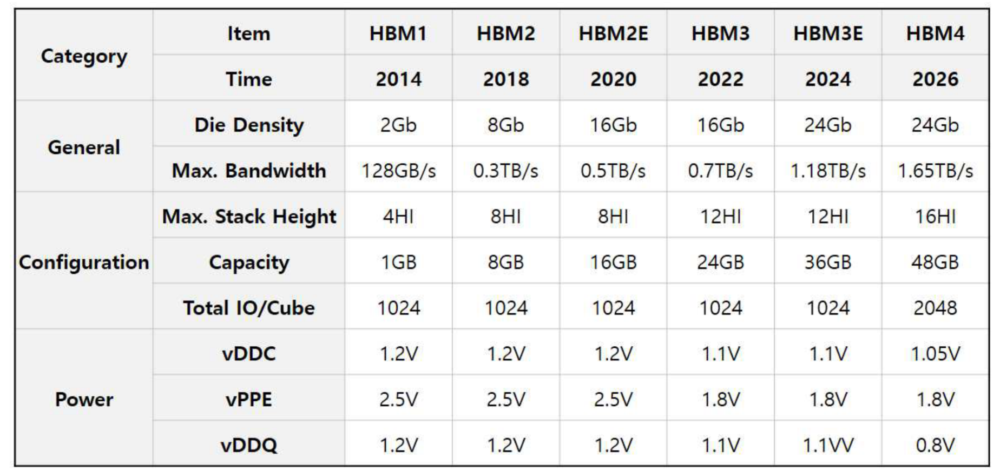 Category Item HBM1 HBM2 HBM2E HBM3 HBM3E HBM4
Time 2014 2018 2020 2022 2024 2026
General Die Density 2Gb 8Gb 16Gb 16Gb 24Gb 24Gb
Max. Bandwidth 128GB/s 0.3TB/s 0.5TB/s 0.7TB/s 1.18TB/s 1.65TB/s
Configuration Max. Stack Height 4HI 8HI 8HI 12HI 12HI 16HI
Capacity 1GB 8GB 16GB 24GB 36GB 48GB
Total IO/Cube 1024 1024 1024 1024 1024 2048
Power vDDC 1.2V 1.2V 1.2V 1.1V 1.1V 1.05V
vPPE 2.5V 2.5V 2.5V 1.8V 1.8V 1.8V
vDDQ 1.2V 1.2V 1.2V 1.1V 1.1VV 0.8V